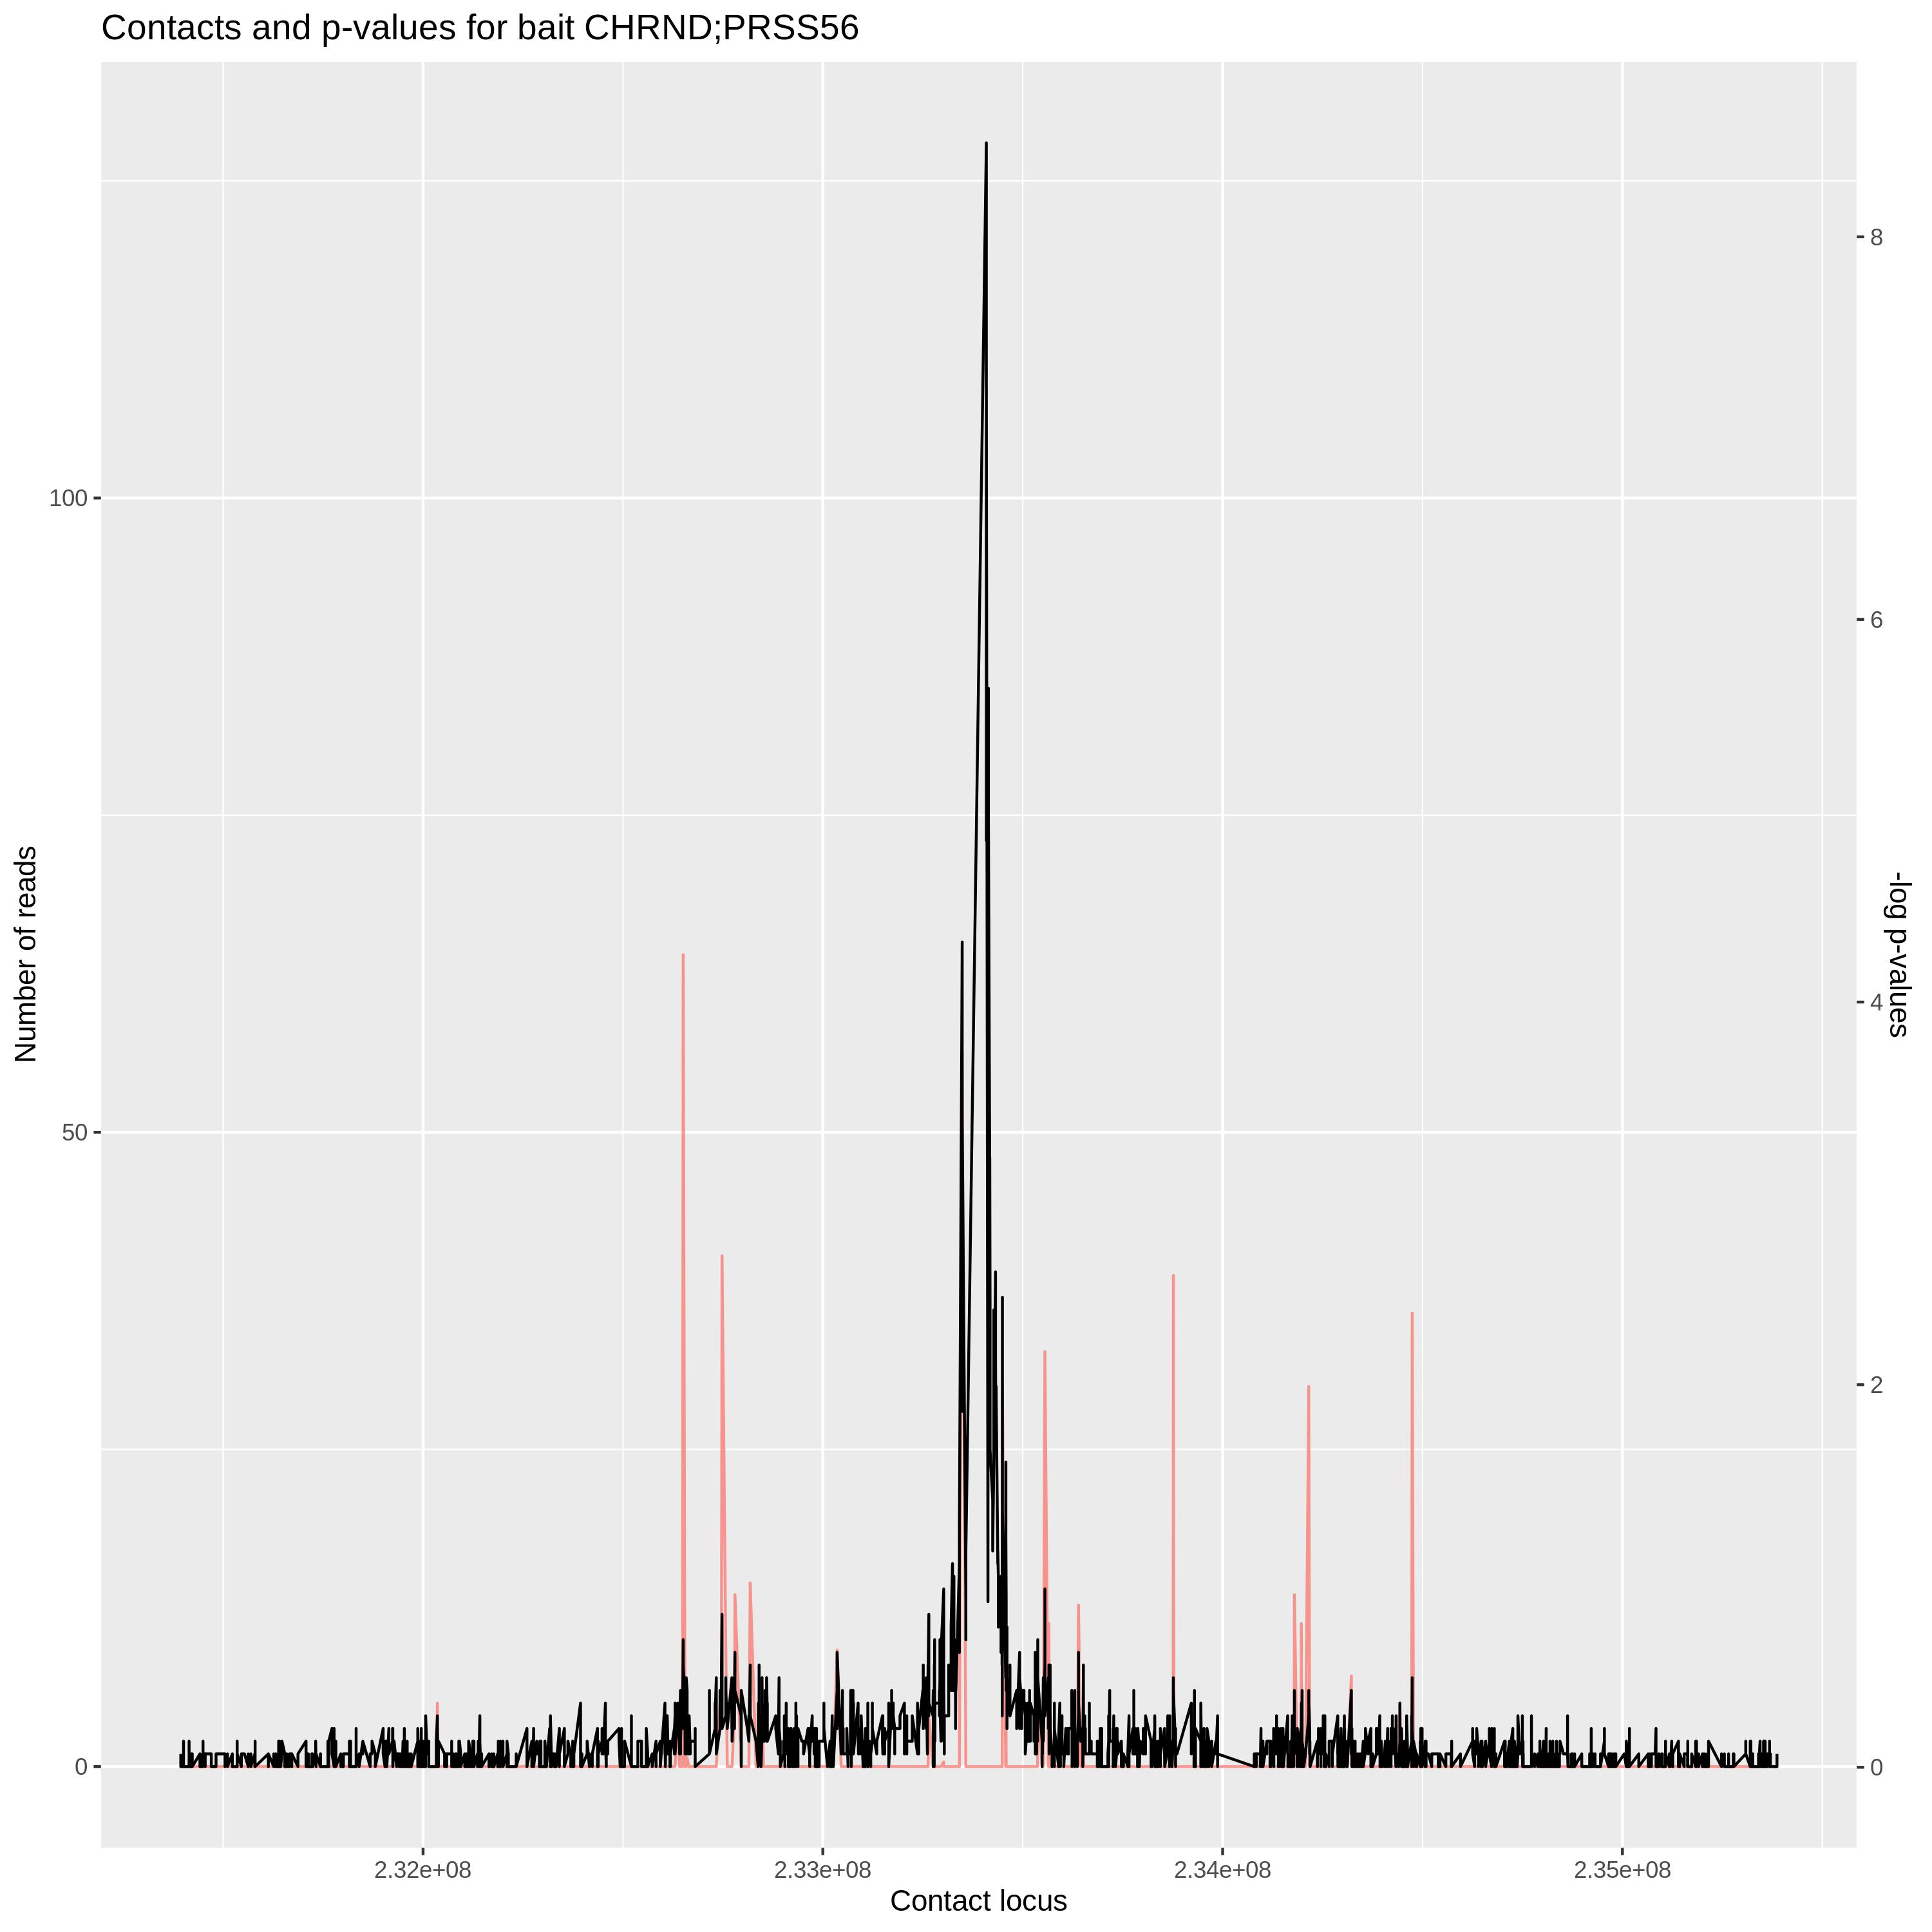 Contacts and p-values for bait CHRND;PRSS56
100
50
0
8
6
4
2
0
Number of reads
-log p-values
2.32e+08
2.33e+08
2.34e+08
2.35e+08
Contact locus